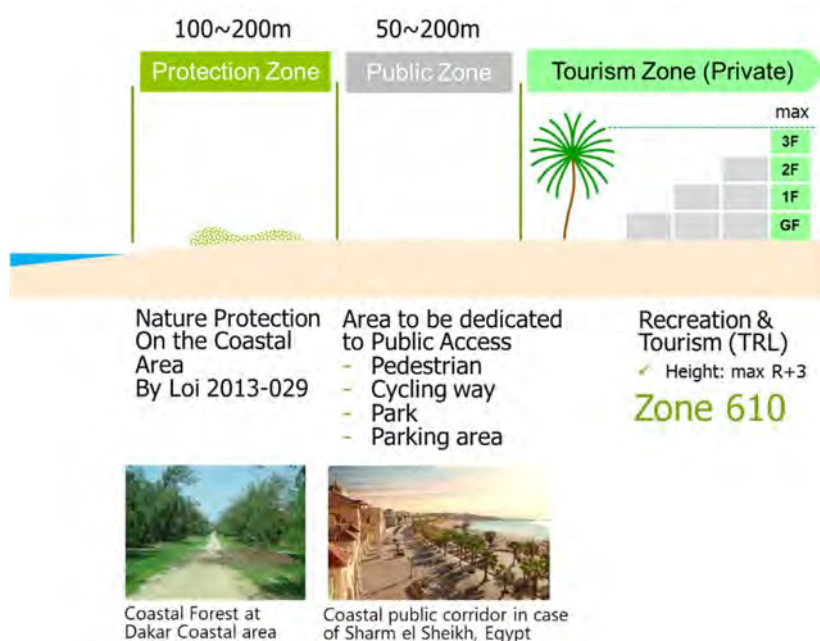 100~200m
50~200m
Protection Zone
Public Zone
Tourism Zone (Private)
max
3F
2F
1F
GF
Nature Protection
On the Coastal
Area
By Loi 2013-029
Area to be dedicated
to Public Access
- Pedestrian
- Cycling way
- Park
- Parking area
Recreation &
Tourism (TRL)
✓ Height: max R+3
Zone 610
Coastal Forest at
Dakar Coastal area
Coastal public corridor in case
of Sharm el Sheikh, Egypt